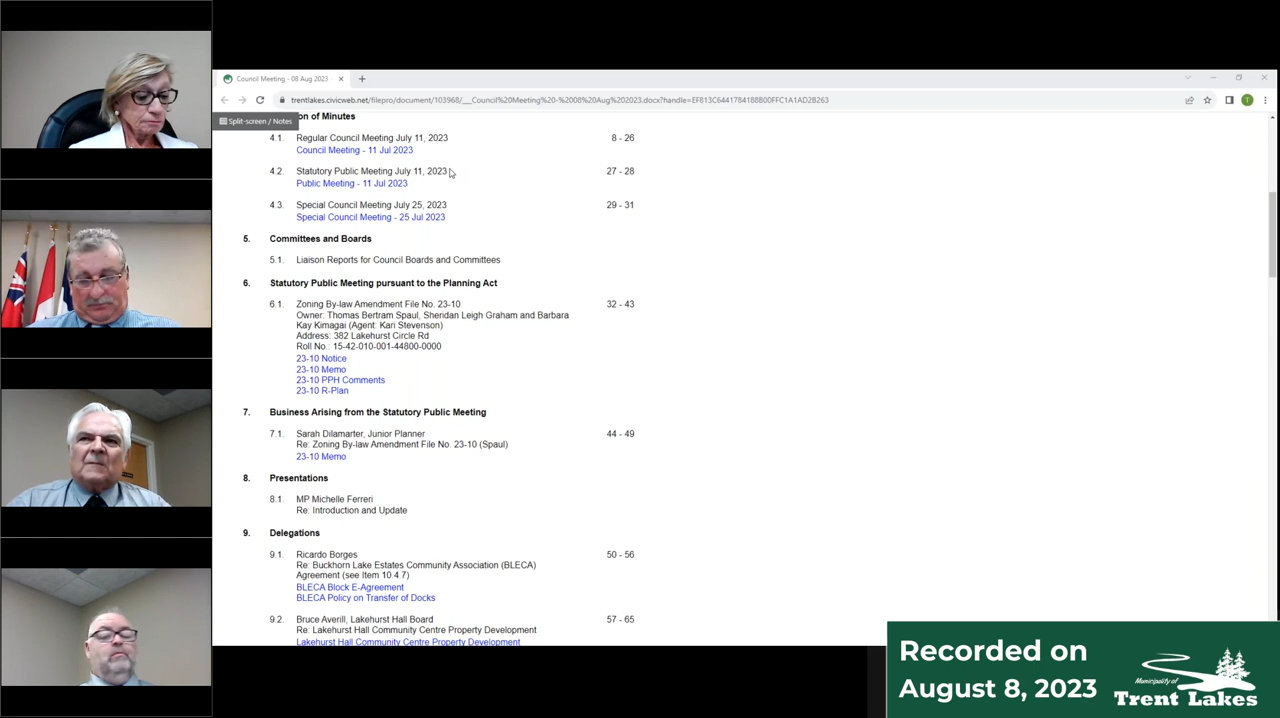 Council Meeting - 08 Aug 2023
trentlakes.civicweb.net/filepro/document/103968/__Council%20Meeting%20-%2008%20Aug%202023.docx?handle=EF813C6441784188B00FFC1A1AD2B263
T
Split-screen / Notes
on of Minutes
4.1. Regular Council Meeting July 11, 2023 8 - 26
Council Meeting - 11 Jul 2023
4.2. Statutory Public Meeting July 11, 2023 27 - 28
Public Meeting - 11 Jul 2023
4.3. Special Council Meeting July 25, 2023 29 - 31
Special Council Meeting - 25 Jul 2023
5. Committees and Boards
5.1. Liaison Reports for Council Boards and Committees
6. Statutory Public Meeting pursuant to the Planning Act
6.1. Zoning By-law Amendment File No. 23-10 32 - 43
Owner: Thomas Bertram Spaul, Sheridan Leigh Graham and Barbara
Kay Kimagai (Agent: Kari Stevenson)
Address: 382 Lakehurst Circle Rd
Roll No.: 15-42-010-001-44800-0000
23-10 Notice
23-10 Memo
23-10 PPH Comments
23-10 R-Plan
7. Business Arising from the Statutory Public Meeting
7.1. Sarah Dilamarter, Junior Planner 44 - 49
Re: Zoning By-law Amendment File No. 23-10 (Spaul)
23-10 Memo
8. Presentations
8.1. MP Michelle Ferreri
Re: Introduction and Update
9. Delegations
9.1. Ricardo Borges 50 - 56
Re: Buckhorn Lake Estates Community Association (BLECA)
Agreement (see Item 10.4.7)
BLECA Block E-Agreement
BLECA Policy on Transfer of Docks
9.2. Bruce Averill, Lakehurst Hall Board 57 - 65
Re: Lakehurst Hall Community Centre Property Development
Lakehurst Hall Community Centre Property Development
Recorded on
August 8, 2023
Municipality of
Trent Lakes